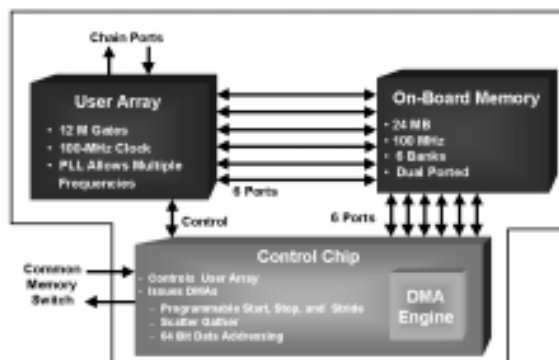 Chain Ports
User Array
• 12 M Gates
• 100-MHz Clock
• PLL Allows Multiple
Frequencies
On-Board Memory
• 24 MB
• 100 MHz
• 6 Banks
• Dual Ported
6 Ports
Control
6 Ports
Control Chip
Common
Memory
Switch
– Controls User Array
– Issues DMAs
– Programmable Start, Stop, and Stride
– Scatter Gather
– 64 Bit Data Addressing
DMA
Engine